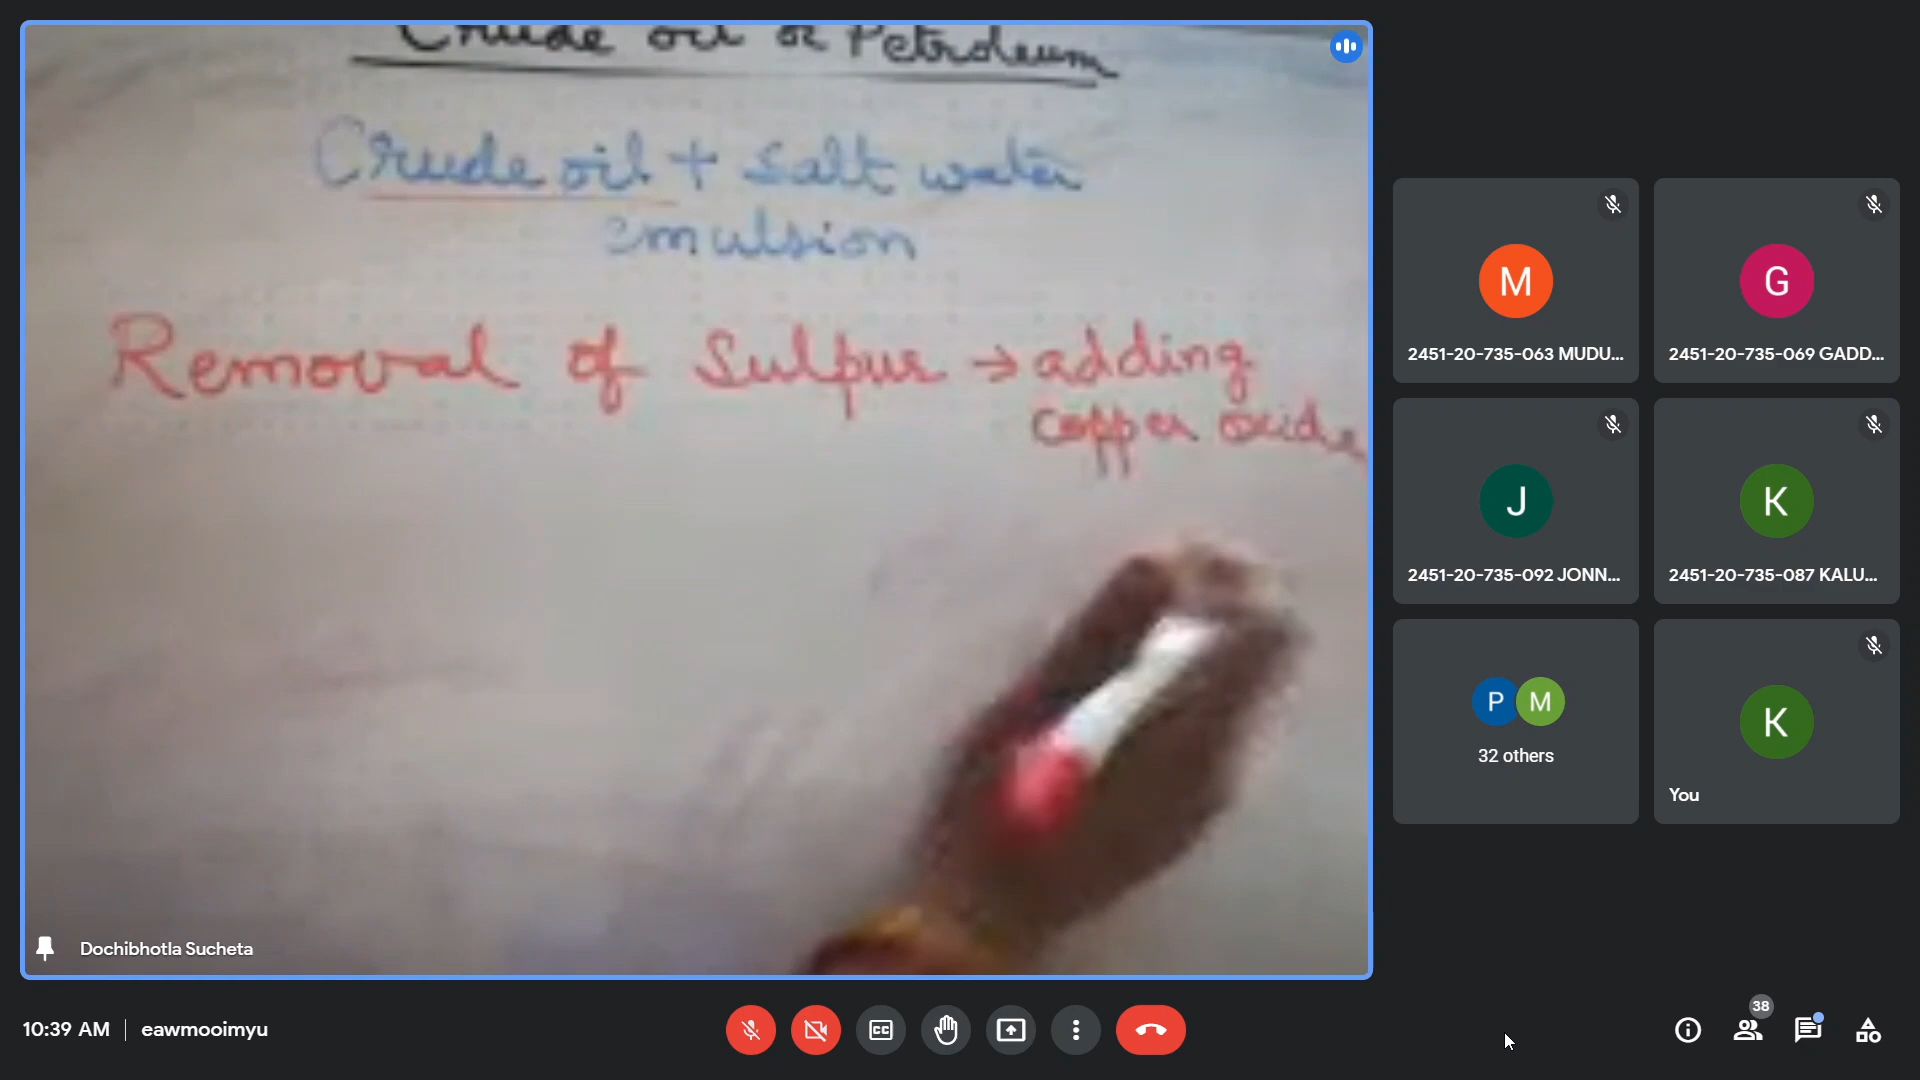 Crude oil or Petroleum
Crude oil + Salt water
emulsion
Removal of Sulpur → adding
copper oxide
Dochibhotla Sucheta
2451-20-735-063 MUDU...
2451-20-735-069 GADD...
2451-20-735-092 JONN...
2451-20-735-087 KALU...
32 others
You
M
G
J
K
P
M
K
10:39 AM | eawmooimyu
CC
38